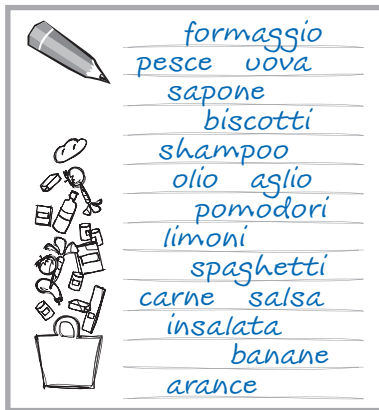 formaggio
pesce uova
sapone
biscotti
shampoo
olio aglio
pomodori
limoni
spaghetti
carne salsa
insalata
banane
arance